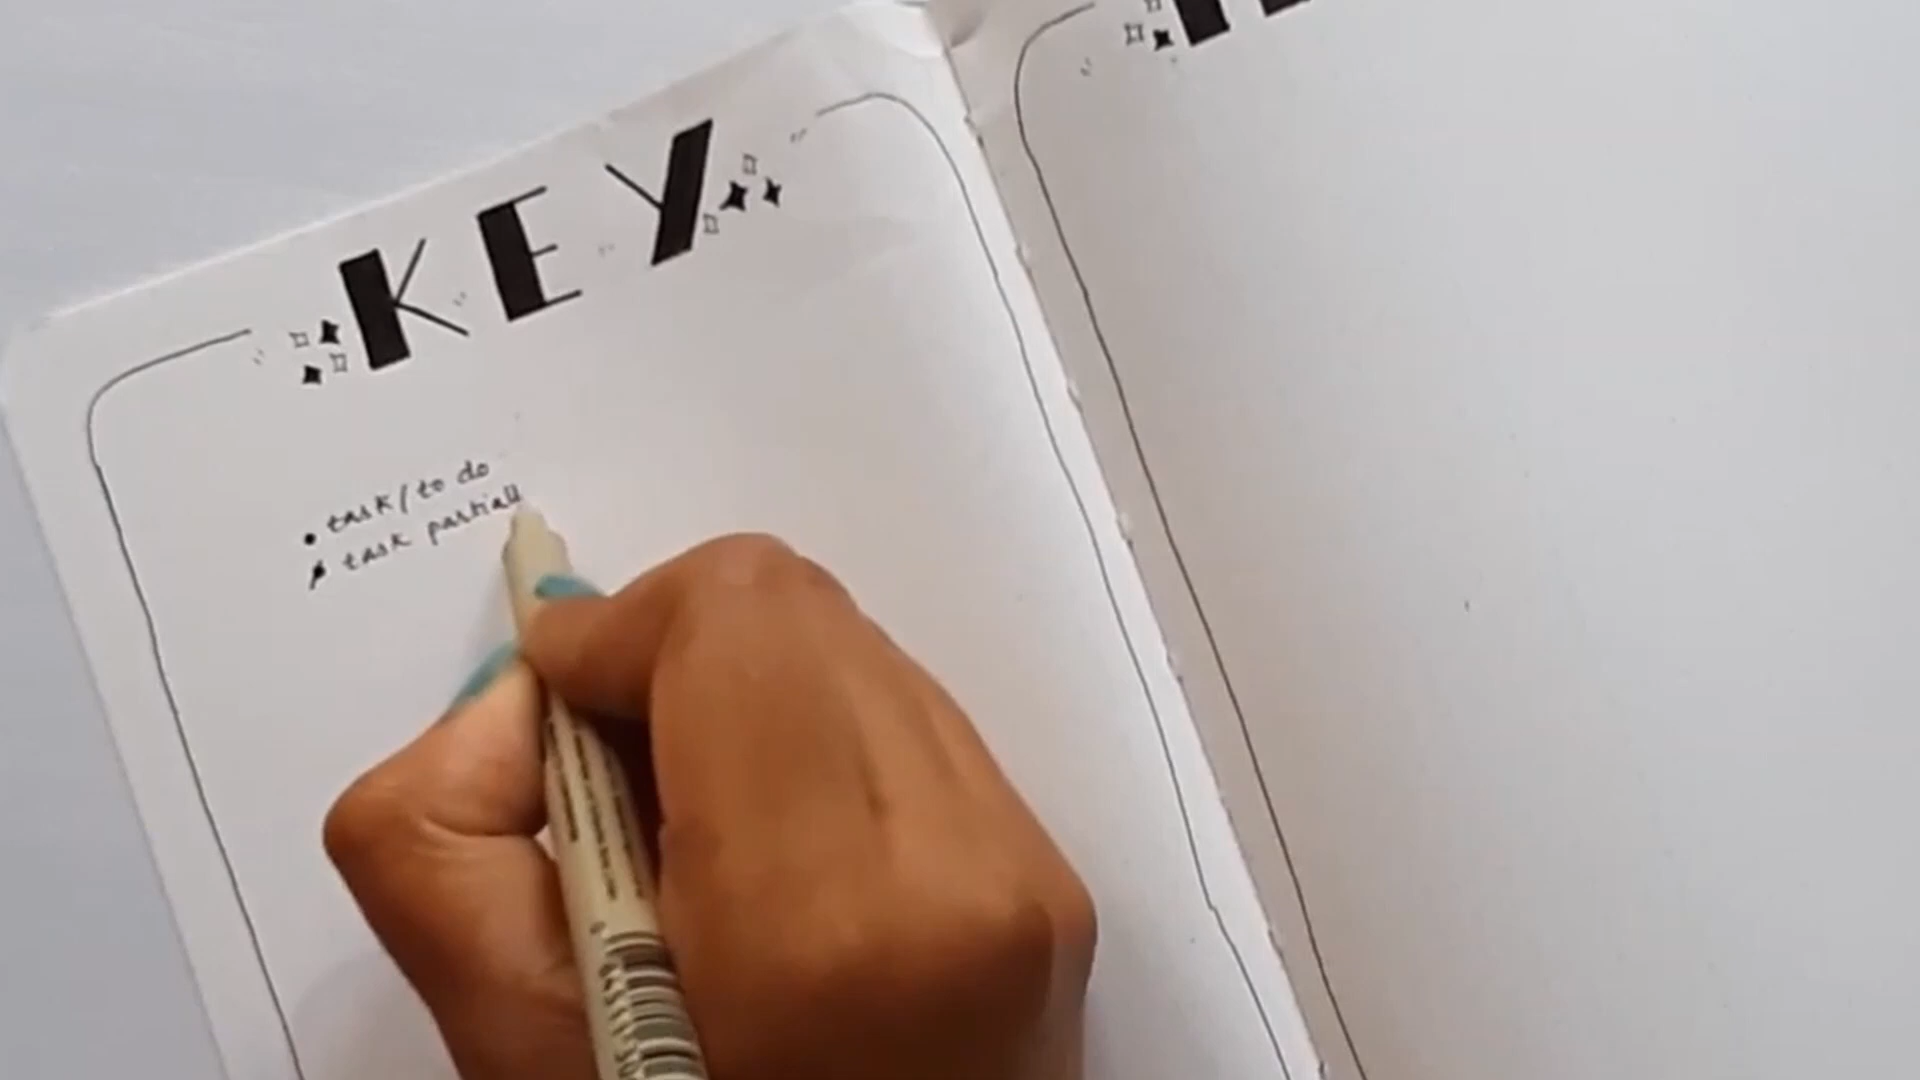 KEY
• task/to do
task partiall